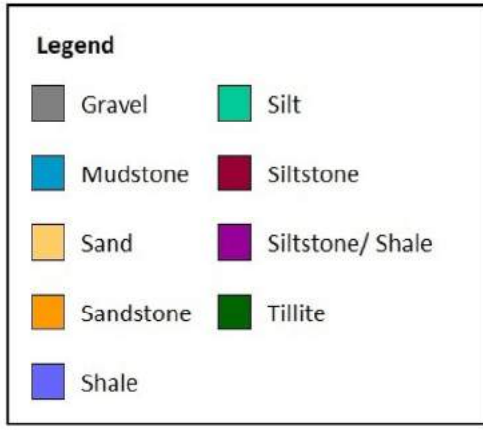 Legend
Gravel
Mudstone
Sand
Sandstone
Shale
Silt
Siltstone
Siltstone/ Shale
Tillite